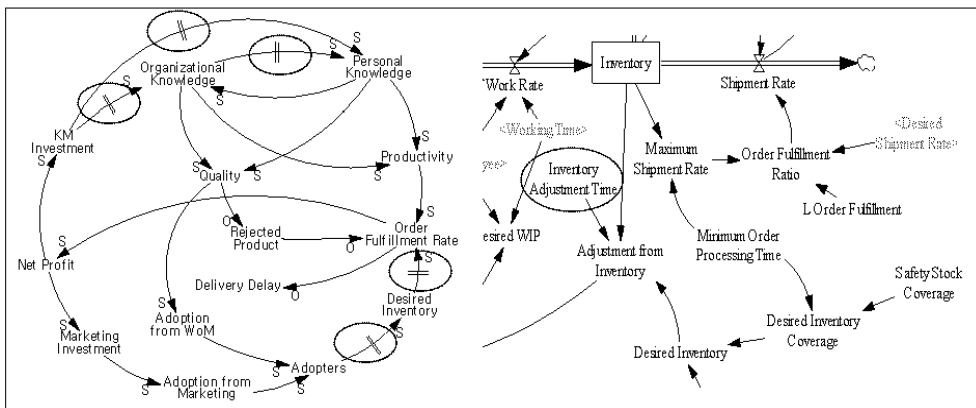 S
S
S
S
Organizational
Knowledge
Personal
Knowledge
S
S
KM
Investment
S
S
S
Productivity
S
S
Quality
S
O
Rejected
Product
O
Order
Fulfillment Rate
S
S
S
Net Profit
S
Delivery Delay
O
Desired
Inventory
S
S
Adoption
from WoM
S
Marketing
Investment
S
Adopters
S
Adoption from
Marketing
S
S
Inventory
Work Rate
Shipment Rate
<Working Time>
<Desired
Shipment Rate>
yee>
Maximum
Shipment Rate
Order Fulfillment
Ratio
Inventory
Adjustment Time
L Order Fulfillment
esired WIP
Adjustment from
Inventory
Minimum Order
Processing Time
Safety Stock
Coverage
Desired Inventory
Coverage
Desired Inventory